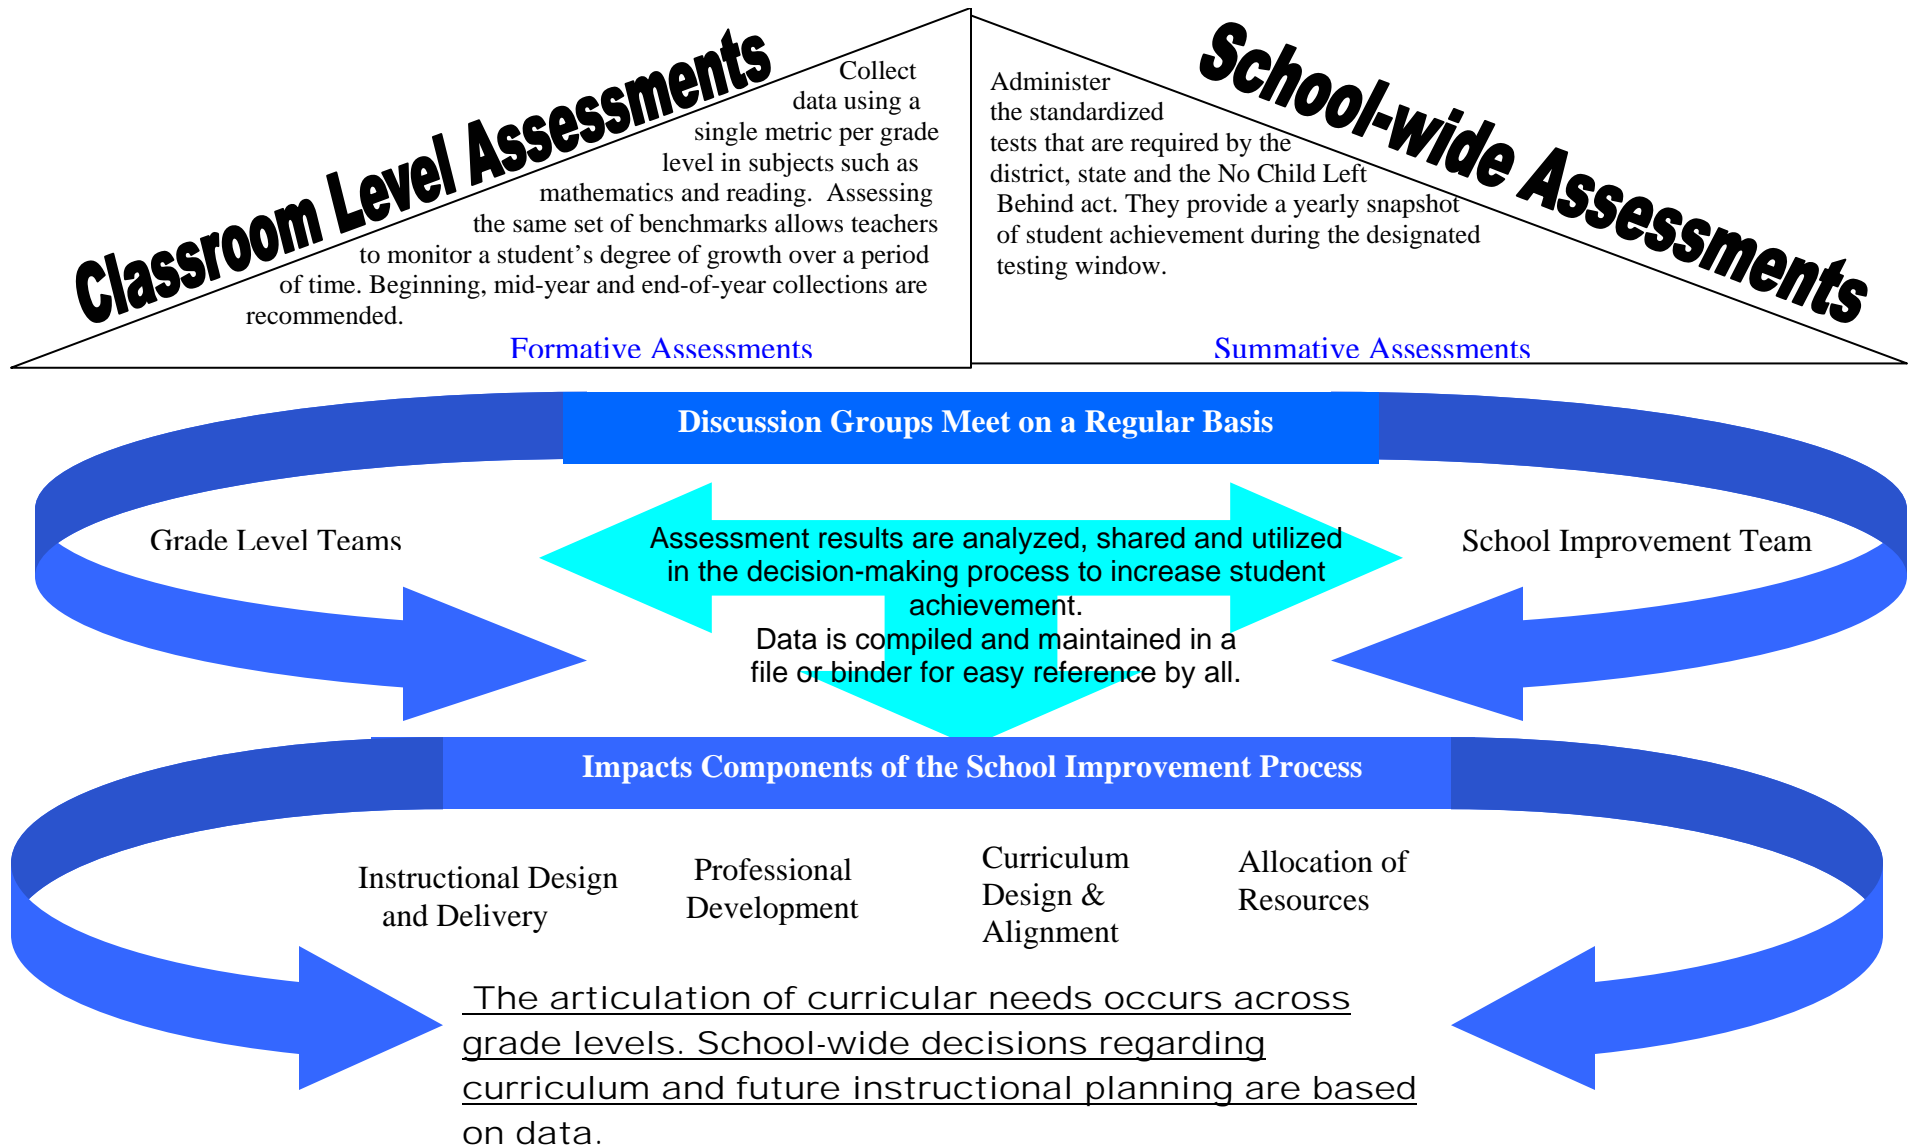 Classroom Level Assessments
Collect
data using a
single metric per grade
level in subjects such as
mathematics and reading.  Assessing
the same set of benchmarks allows teachers
to monitor a student’s degree of growth over a period
of time. Beginning, mid-year and end-of-year collections are
recommended.
Formative Assessments
School-wide Assessments
Administer
the standardized
tests that are required by the
district, state and the No Child Left
Behind act. They provide a yearly snapshot
of student achievement during the designated
testing window.
Summative Assessments
Discussion Groups Meet on a Regular Basis
Grade Level Teams
Assessment results are analyzed, shared and utilized
in the decision-making process to increase student
achievement.
Data is compiled and maintained in a
file or binder for easy reference by all.
School Improvement Team
Impacts Components of the School Improvement Process
Instructional Design
and Delivery
Professional
Development
Curriculum
Design &
Alignment
Allocation of
Resources
The articulation of curricular needs occurs across
grade levels. School-wide decisions regarding
curriculum and future instructional planning are based
on data.